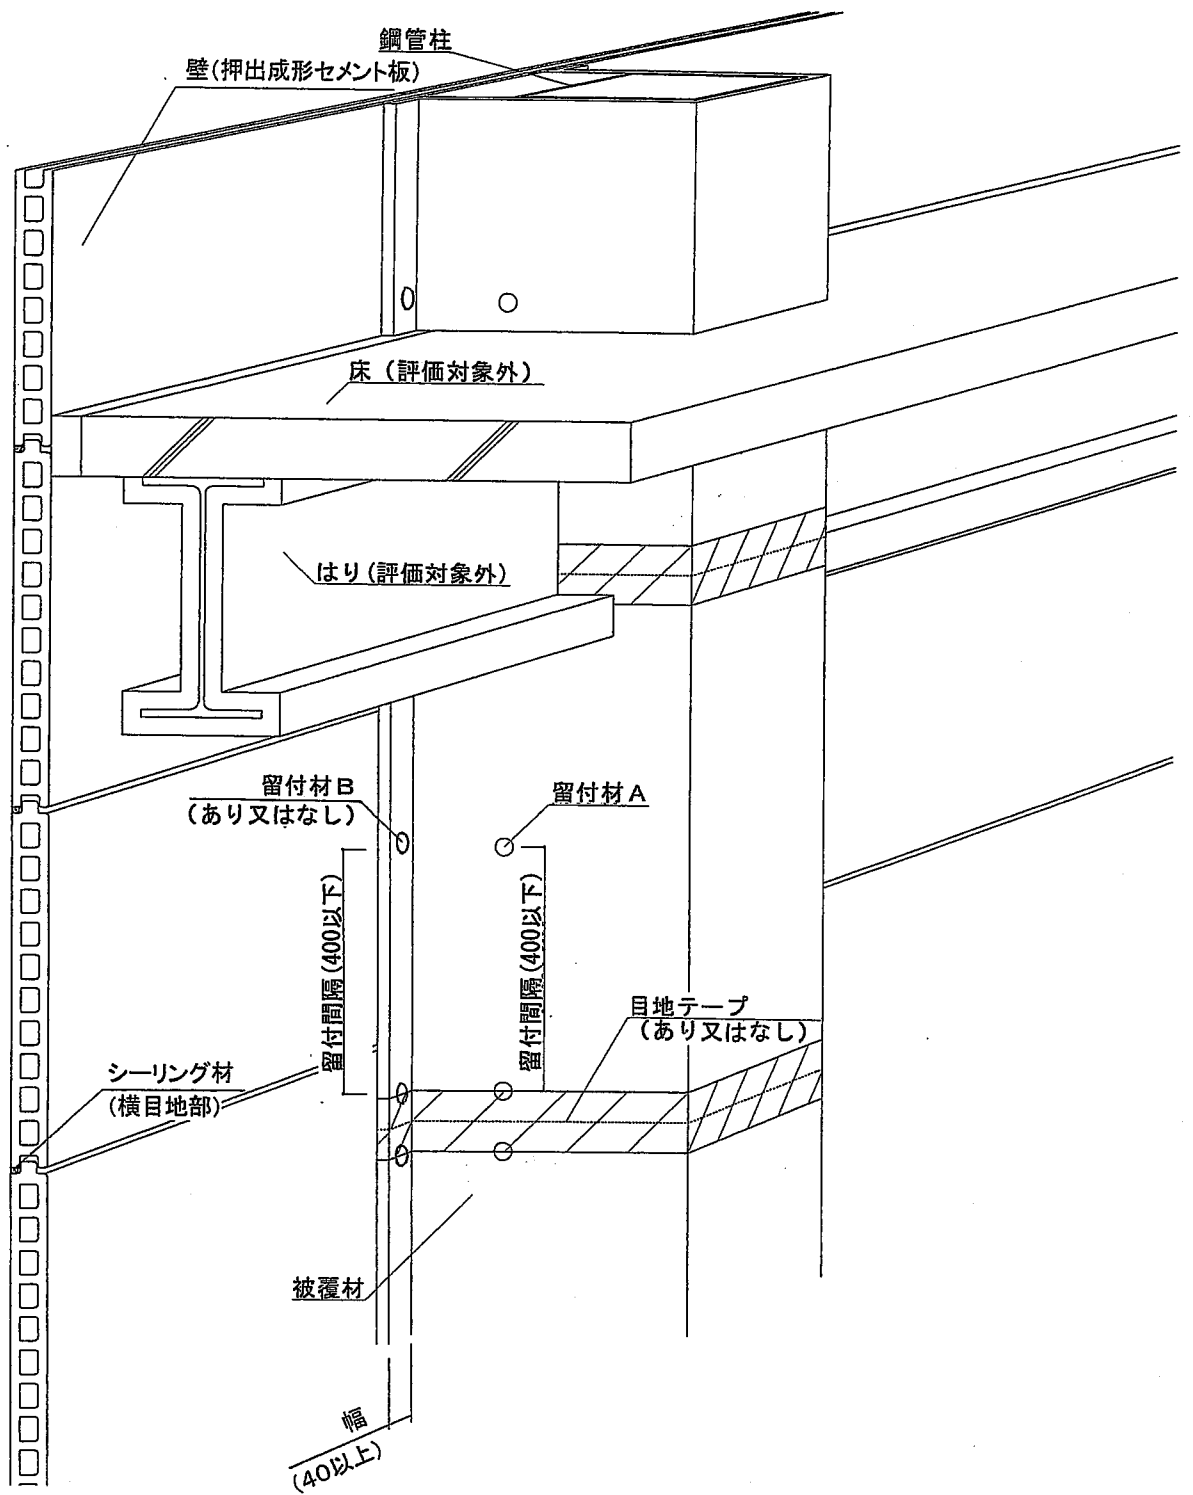 鋼管柱
壁(押出成形セメント板)
床(評価対象外)
はり(評価対象外)
留付材B
(あり又はなし)
留付材A
留付間隔(400以下)
留付間隔(400以下)
目地テープ
(あり又はなし)
シーリング材
(横目地部)
被覆材
幅
(40以上)